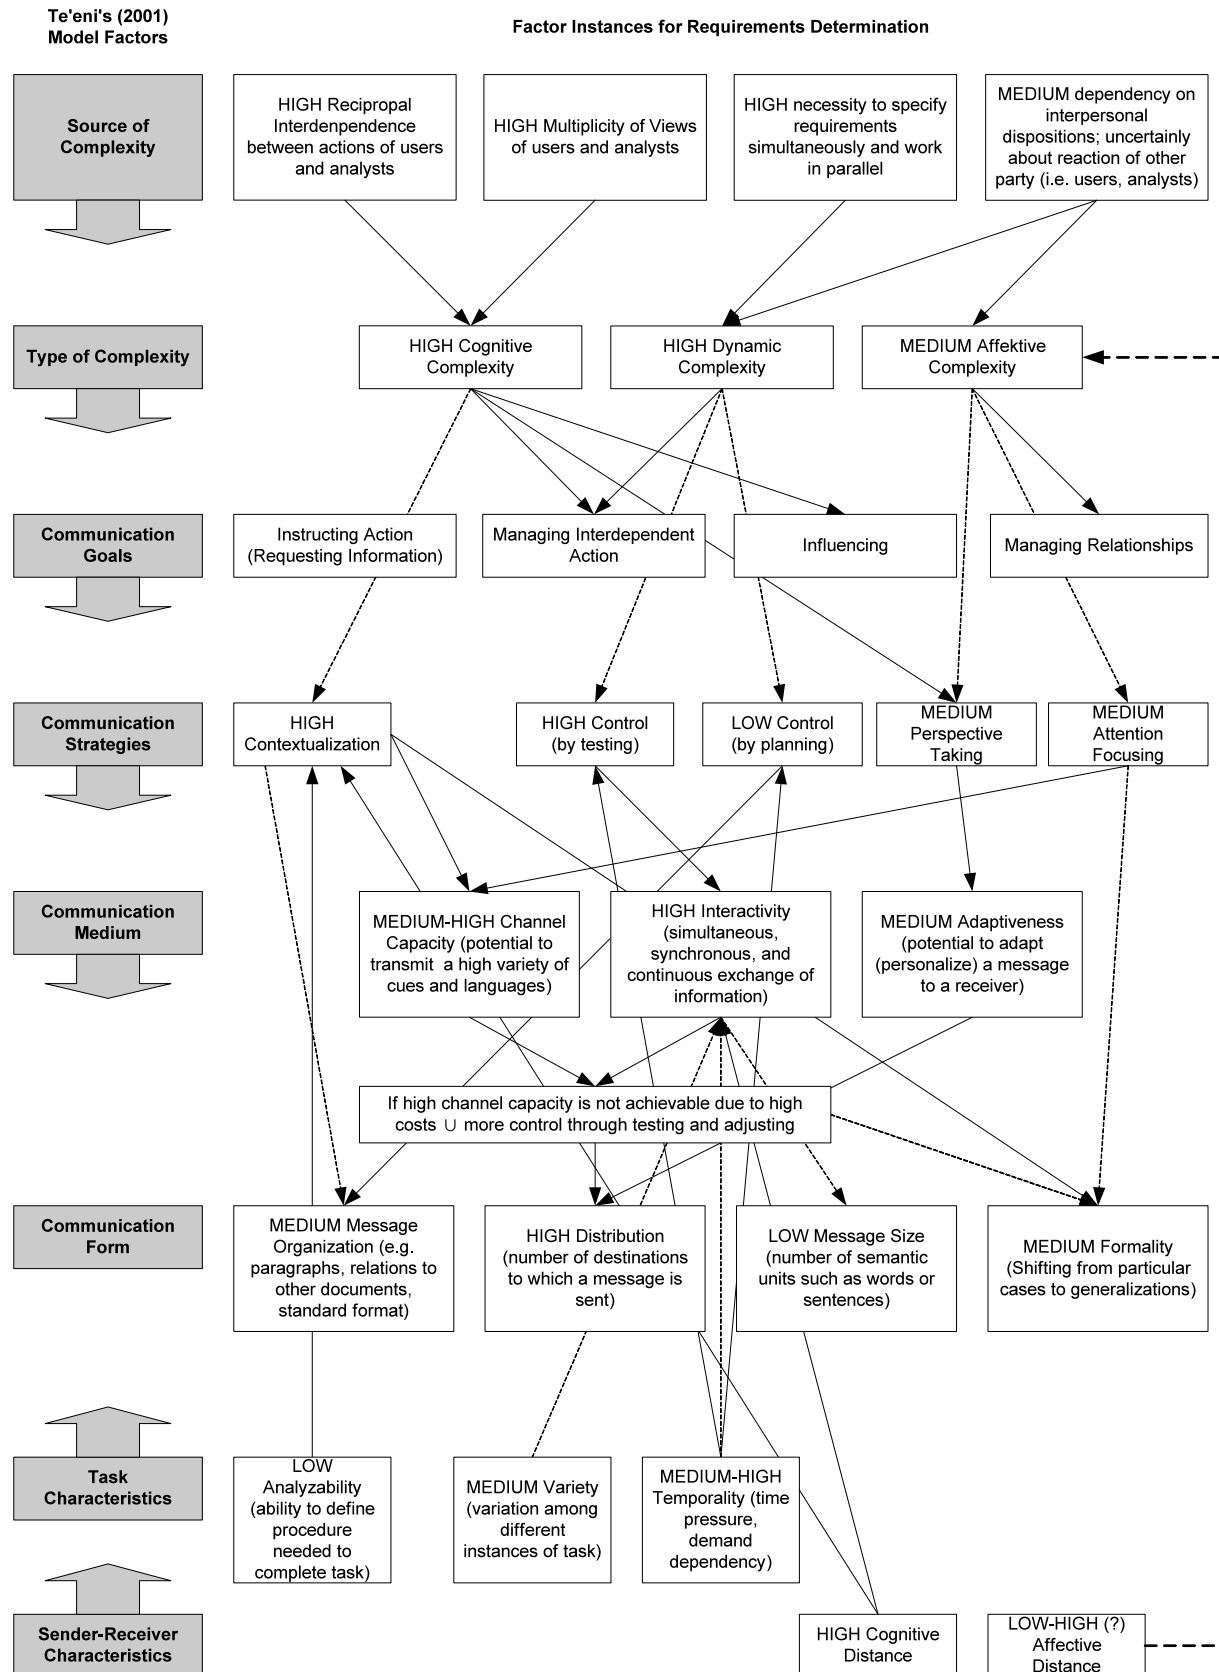 Te'eni's (2001)
Model Factors
Factor Instances for Requirements Determination
Source of
Complexity
HIGH Recipropal
Interdenpendence
between actions of users
and analysts
HIGH Multiplicity of Views
of users and analysts
HIGH necessity to specify
requirements
simultaneously and work
in parallel
MEDIUM dependency on
interpersonal
dispositions; uncertainly
about reaction of other
party (i.e. users, analysts)
Type of Complexity
HIGH Cognitive
Complexity
HIGH Dynamic
Complexity
MEDIUM Affektive
Complexity
Communication
Goals
Instructing Action
(Requesting Information)
Managing Interdependent
Action
Influencing
Managing Relationships
Communication
Strategies
HIGH
Contextualization
HIGH Control
(by testing)
LOW Control
(by planning)
MEDIUM
Perspective
Taking
MEDIUM
Attention
Focusing
Communication
Medium
MEDIUM-HIGH Channel
Capacity (potential to
transmit a high variety of
cues and languages)
HIGH Interactivity
(simultaneous,
synchronous, and
continuous exchange of
information)
MEDIUM Adaptiveness
(potential to adapt
(personalize) a message
to a receiver)
If high channel capacity is not achievable due to high
costs ∪ more control through testing and adjusting
Communication
Form
MEDIUM Message
Organization (e.g.
paragraphs, relations to
other documents,
standard format)
HIGH Distribution
(number of destinations
to which a message is
sent)
LOW Message Size
(number of semantic
units such as words or
sentences)
MEDIUM Formality
(Shifting from particular
cases to generalizations)
Task
Characteristics
LOW
Analyzability
(ability to define
procedure
needed to
complete task)
MEDIUM Variety
(variation among
different
instances of task)
MEDIUM-HIGH
Temporality (time
pressure,
demand
dependency)
Sender-Receiver
Characteristics
HIGH Cognitive
Distance
LOW-HIGH (?)
Affective
Distance